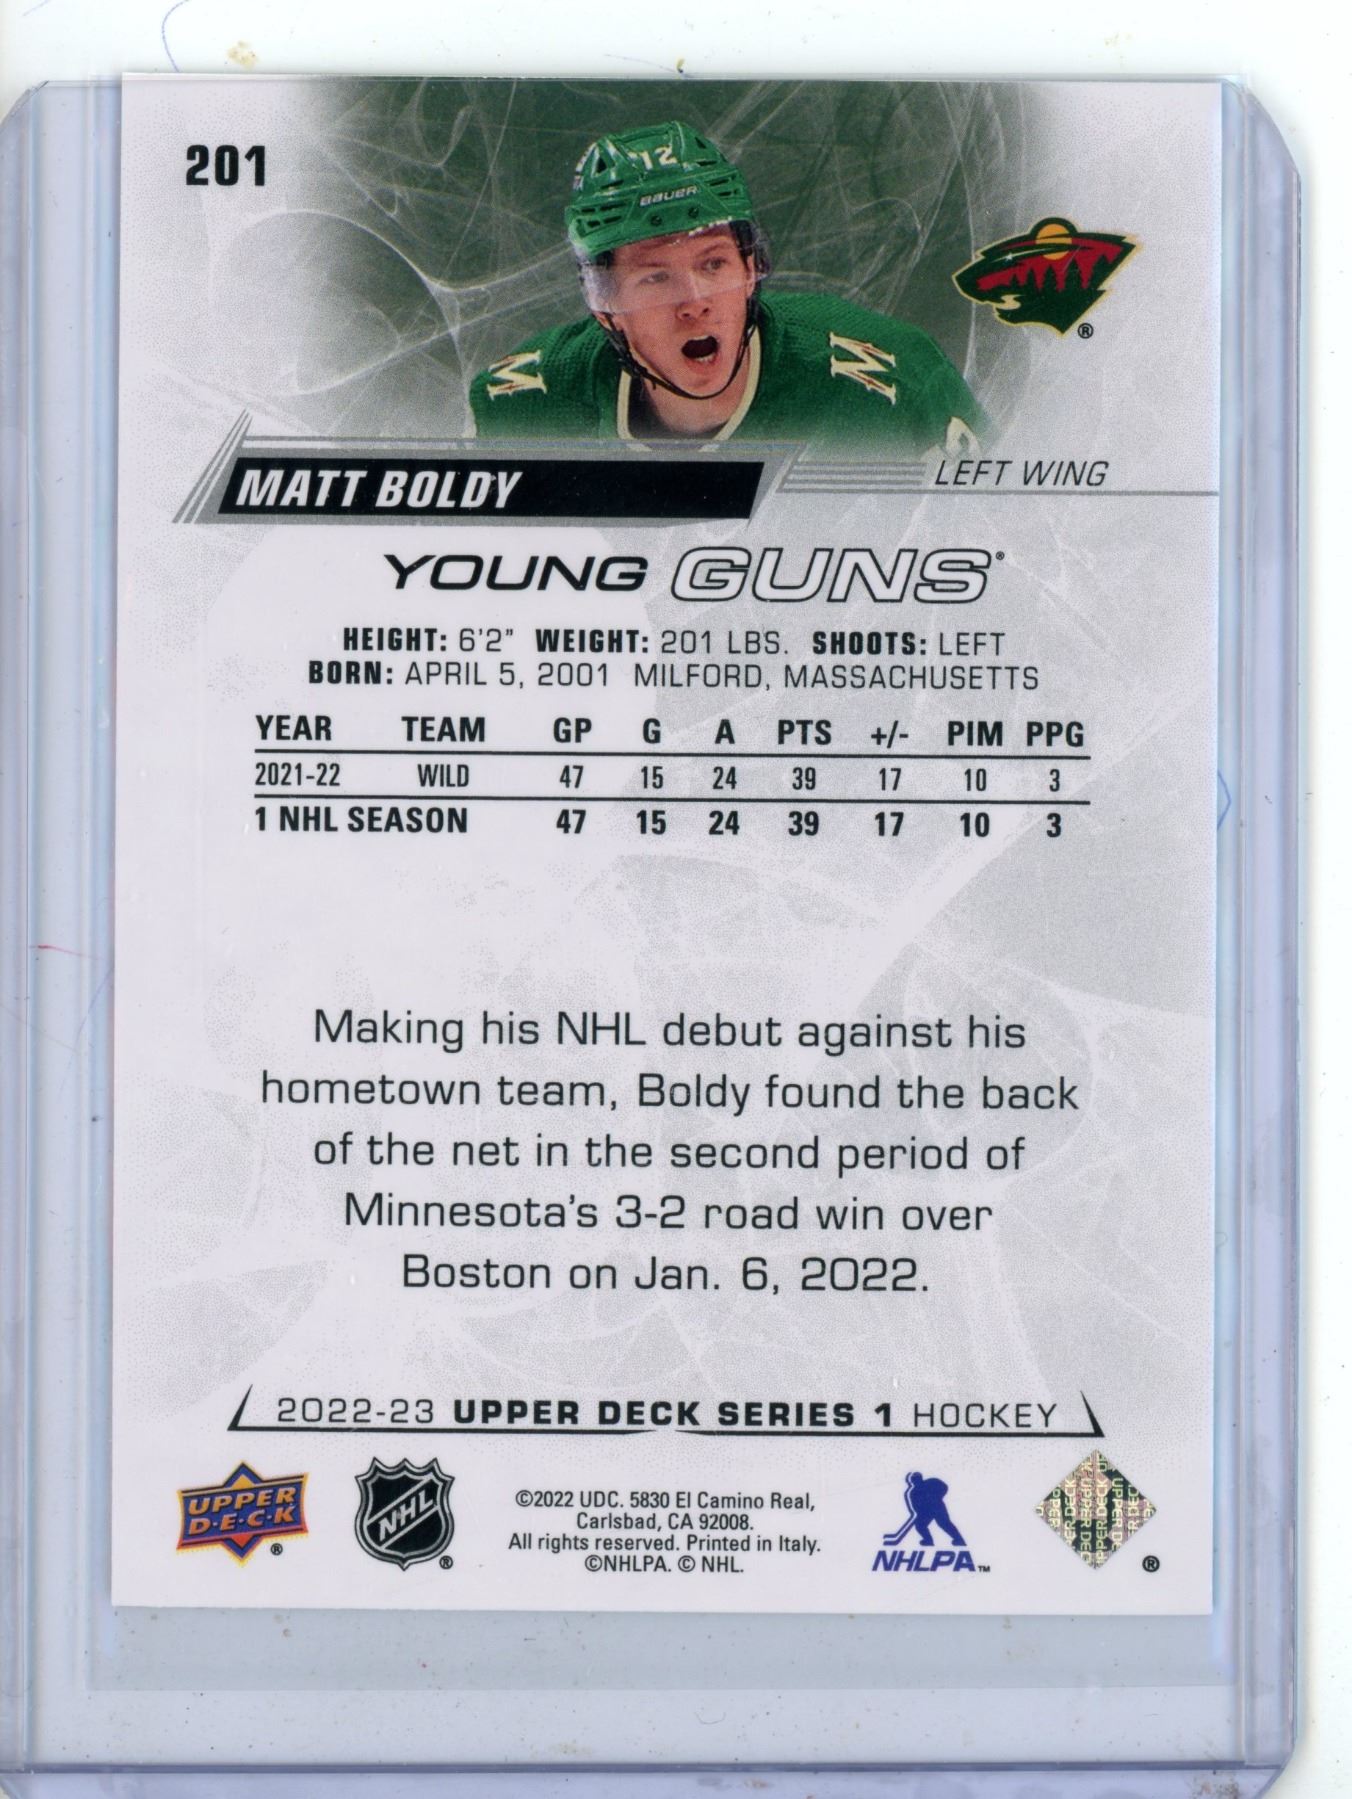 201
12
BAUER
M M
®
MATT BOLDY
LEFT WING
YOUNG GUNS®
HEIGHT: 6'2" WEIGHT: 201 LBS. SHOOTS: LEFT
BORN: APRIL 5, 2001 MILFORD, MASSACHUSETTS
YEAR TEAM GP G A PTS +/- PIM PPG
2021-22 WILD 47 15 24 39 17 10 3
1 NHL SEASON 47 15 24 39 17 10 3
Making his NHL debut against his
hometown team, Boldy found the back
of the net in the second period of
Minnesota's 3-2 road win over
Boston on Jan. 6, 2022.
2022-23 UPPER DECK SERIES 1 HOCKEY
UPPER
D·E·C·K
®
NHL
®
©2022 UDC. 5830 El Camino Real,
Carlsbad, CA 92008.
All rights reserved. Printed in Italy.
©NHLPA. © NHL.
NHLPA™
UPPER DECK
®